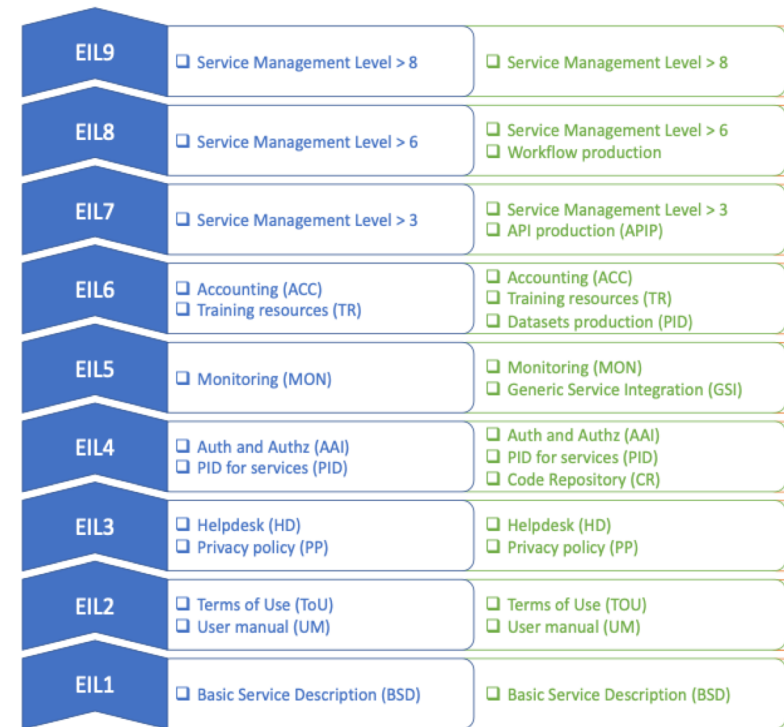 EIL9
❑ Service Management Level > 8
❑ Service Management Level > 8
EIL8
❑ Service Management Level > 6
❑ Service Management Level > 6
❑ Workflow production
EIL7
❑ Service Management Level > 3
❑ Service Management Level > 3
❑ API production (APIP)
EIL6
❑ Accounting (ACC)
❑ Training resources (TR)
❑ Accounting (ACC)
❑ Training resources (TR)
❑ Datasets production (PID)
EIL5
❑ Monitoring (MON)
❑ Monitoring (MON)
❑ Generic Service Integration (GSI)
EIL4
❑ Auth and Authz (AAI)
❑ PID for services (PID)
❑ Auth and Authz (AAI)
❑ PID for services (PID)
❑ Code Repository (CR)
EIL3
❑ Helpdesk (HD)
❑ Privacy policy (PP)
❑ Helpdesk (HD)
❑ Privacy policy (PP)
EIL2
❑ Terms of Use (ToU)
❑ User manual (UM)
❑ Terms of Use (TOU)
❑ User manual (UM)
EIL1
❑ Basic Service Description (BSD)
❑ Basic Service Description (BSD)